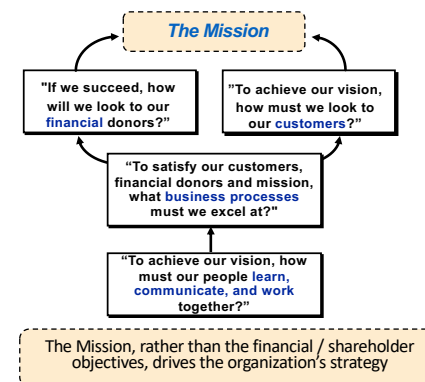 The Mission
"If we succeed, how
will we look to our
financial donors?”
”To achieve our vision,
how must we look to
our customers?”
“To satisfy our customers,
financial donors and mission,
what business processes
must we excel at?"
“To achieve our vision, how
must our people learn,
communicate, and work
together?”
The Mission, rather than the financial / shareholder
objectives, drives the organization’s strategy